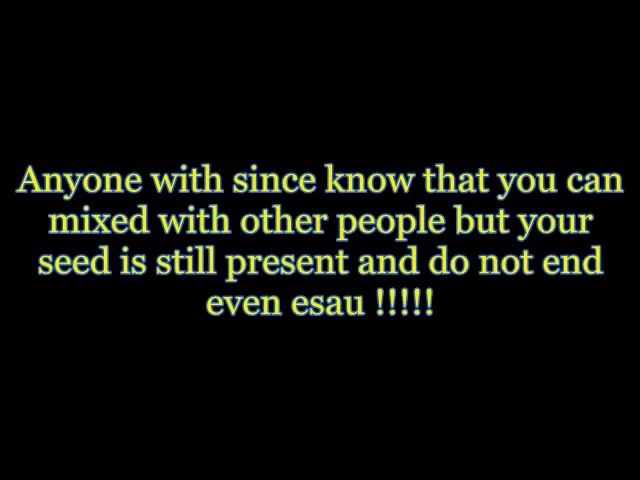 Anyone with since know that you can
mixed with other people but your
seed is still present and do not end
even esau !!!!!